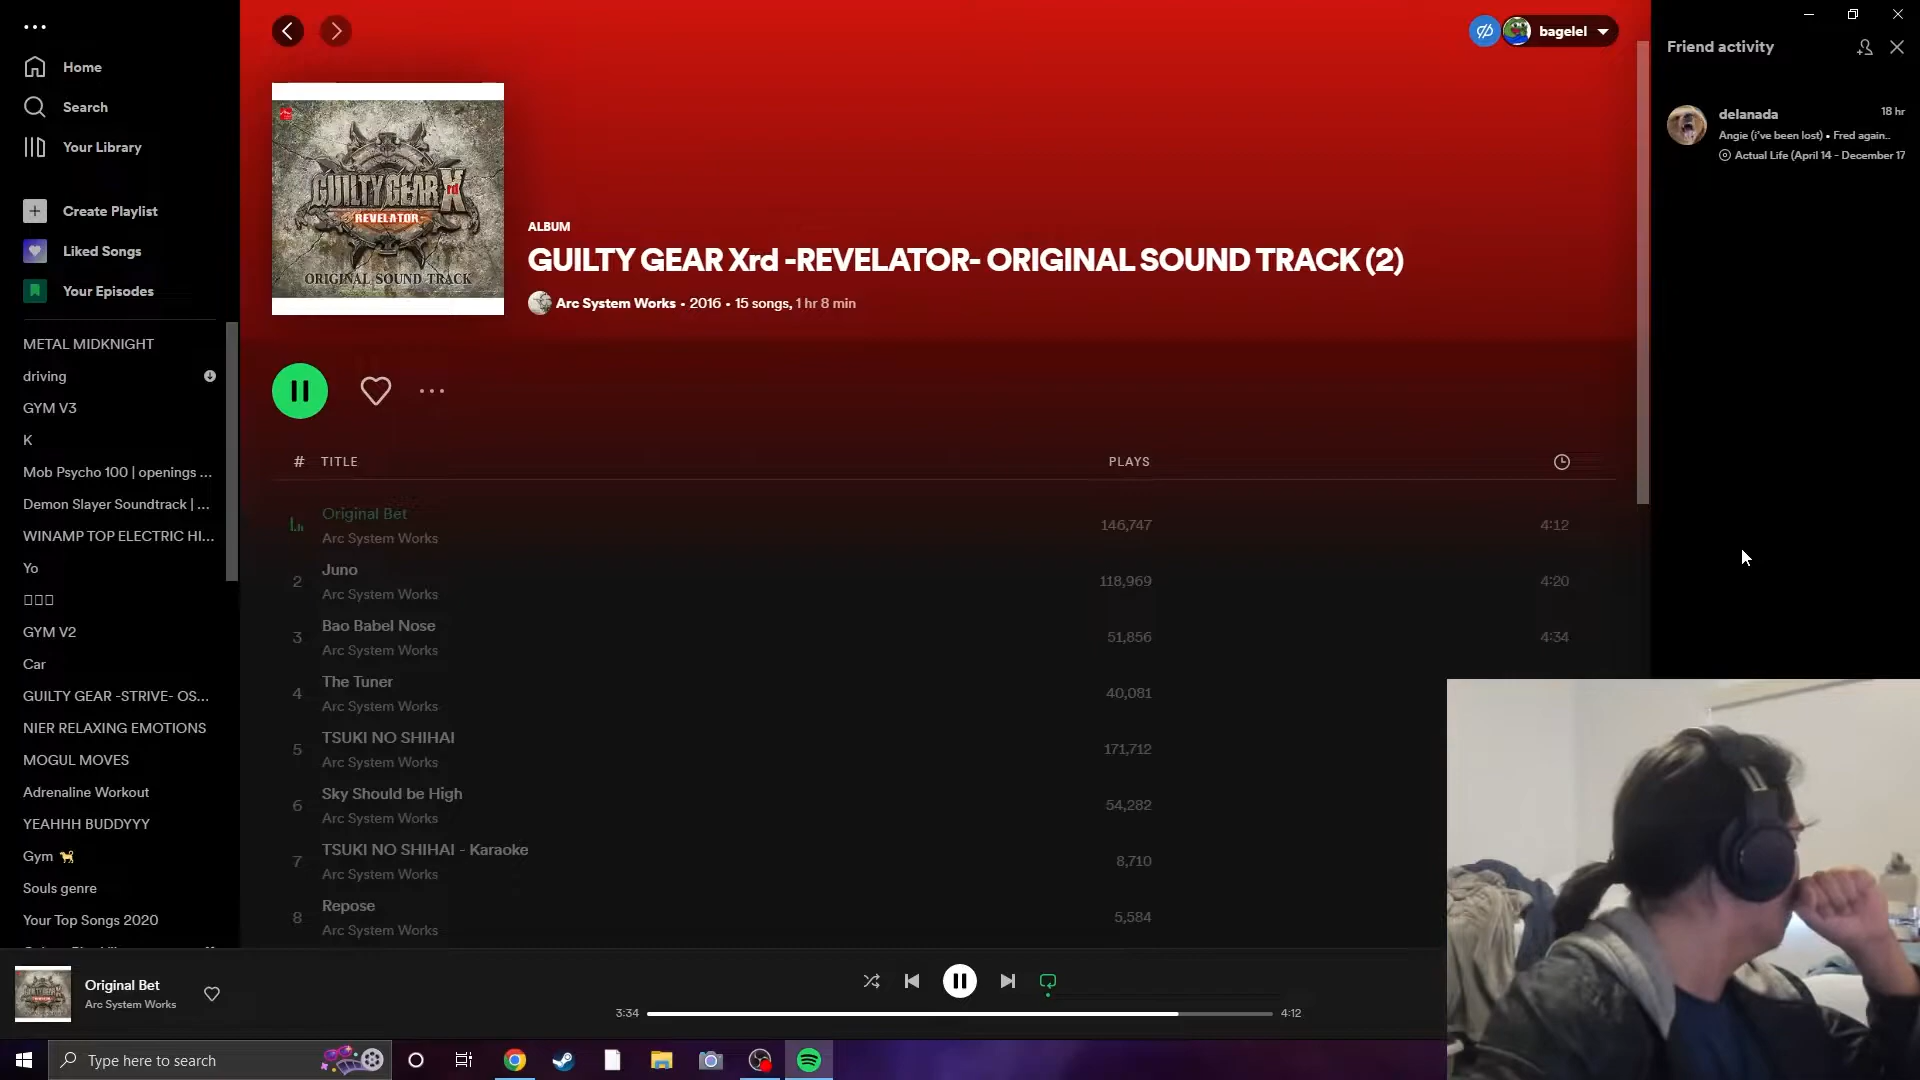 Home
Search
Your Library
Create Playlist
Liked Songs
Your Episodes
METAL MIDKNIGHT
driving
GYM V3
K
Mob Psycho 100 | openings ...
Demon Slayer Soundtrack | ...
WINAMP TOP ELECTRIC HI...
Yo
GYM V2
Car
GUILTY GEAR -STRIVE- OS...
NIER RELAXING EMOTIONS
MOGUL MOVES
Adrenaline Workout
YEAHHH BUDDYYY
Gym 🐕
Souls genre
Your Top Songs 2020
bagelel
GUILTY GEAR Xrd
REVELATOR
ORIGINAL SOUND TRACK
ALBUM
GUILTY GEAR Xrd -REVELATOR- ORIGINAL SOUND TRACK (2)
Arc System Works • 2016 • 15 songs, 1 hr 8 min
# TITLE PLAYS
Original Bet
Arc System Works
146,747 4:12
2 Juno
Arc System Works
118,969 4:20
3 Bao Babel Nose
Arc System Works
51,856 4:34
4 The Tuner
Arc System Works
40,081
5 TSUKI NO SHIHAI
Arc System Works
171,712
6 Sky Should be High
Arc System Works
54,282
7 TSUKI NO SHIHAI - Karaoke
Arc System Works
8,710
8 Repose
Arc System Works
5,584
Friend activity
delanada 18 hr
Angie (i've been lost) • Fred again..
Actual Life (April 14 - December 17
Original Bet
Arc System Works
3:34 4:12
Type here to search